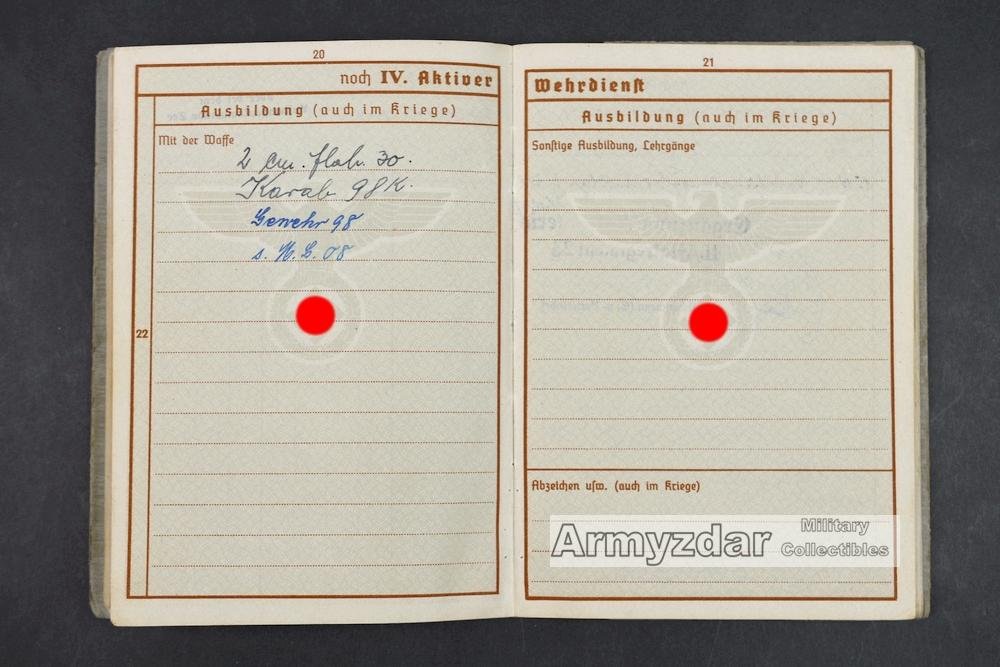 20
noch IV. Aktiver
Ausbildung (auch im Kriege)
Mit der Waffe
2 cm. flak. 30.
Karab 98 K.
Gewehr 98
s. M. G. 08
22
21
Wehrdienst
Ausbildung (auch im Kriege)
Sonstige Ausbildung, Lehrgänge
Abzeichen usw. (auch im Kriege)
Armyzdar Military
Collectibles